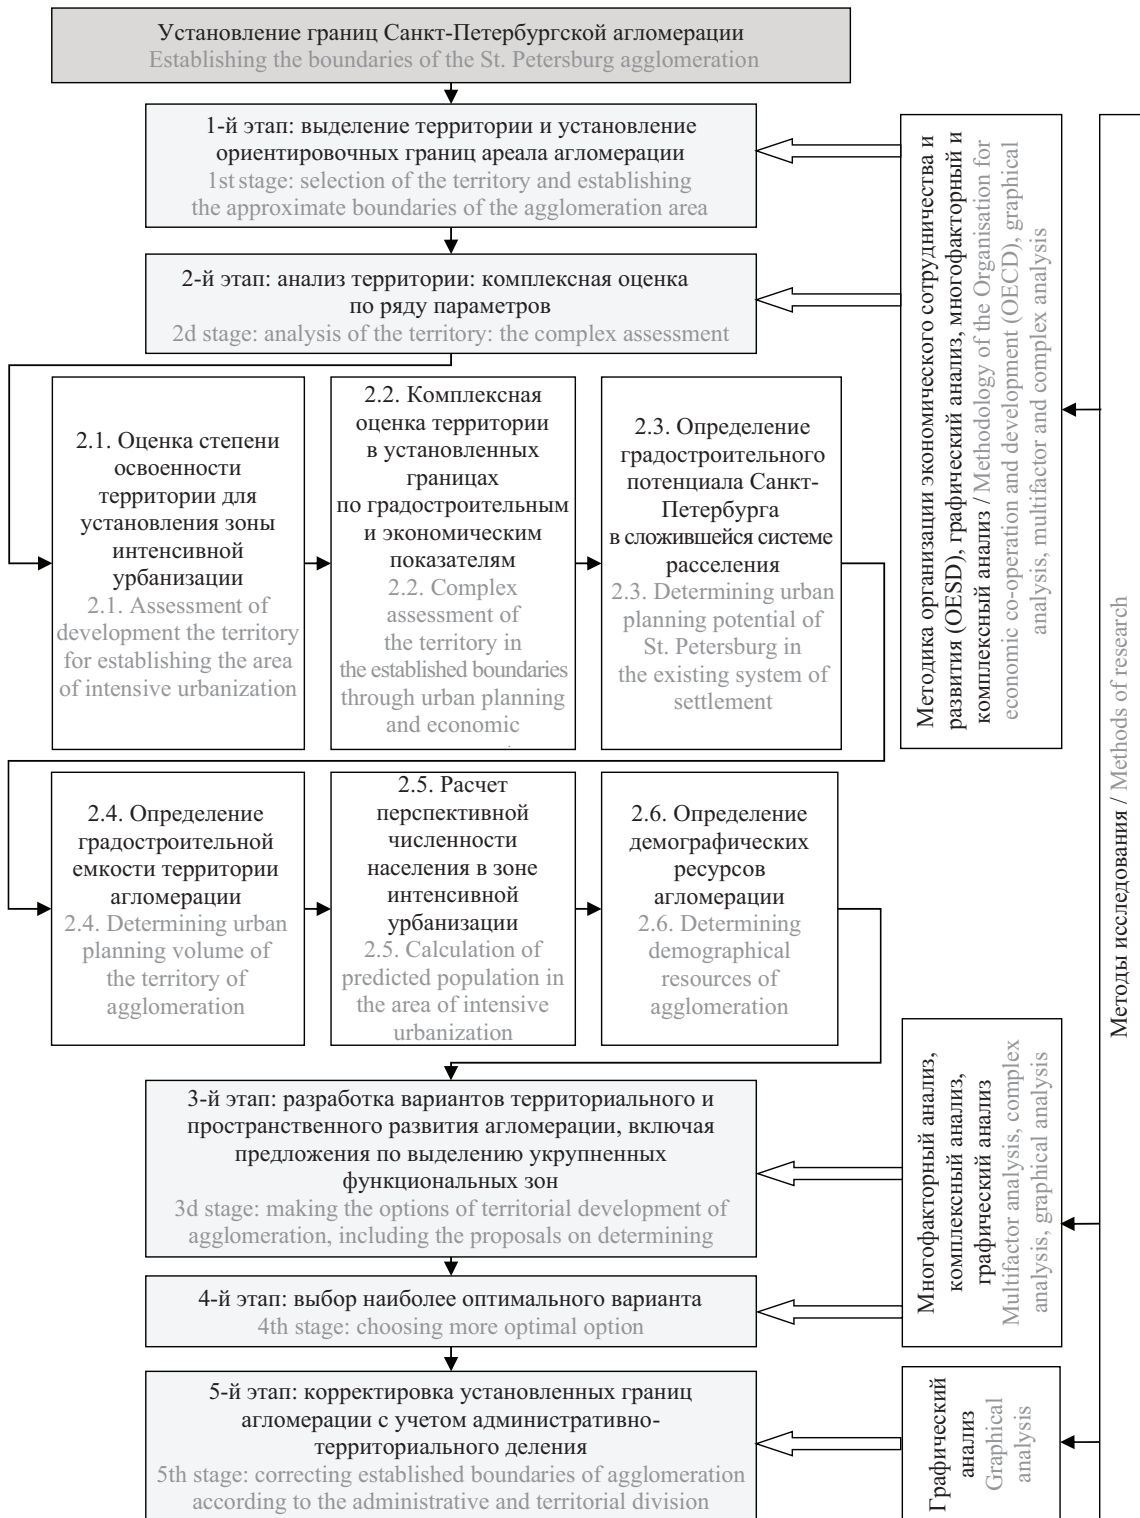 Установление границ Санкт-Петербургской агломерации
Establishing the boundaries of the St. Petersburg agglomeration
1-й этап: выделение территории и установление
ориентировочных границ ареала агломерации
1st stage: selection of the territory and establishing
the approximate boundaries of the agglomeration area
2-й этап: анализ территории: комплексная оценка
по ряду параметров
2d stage: analysis of the territory: the complex assessment
2.1. Оценка степени
освоенности
территории для
установления зоны
интенсивной
урбанизации
2.1. Assessment of
development the territory
for establishing the area
of intensive urbanization
2.2. Комплексная
оценка территории
в установленных
границах
по градостроительным
и экономическим
показателям
2.2. Complex
assessment of
the territory in
the established boundaries
through urban planning
and economic
2.3. Определение
градостроительного
потенциала Санкт-
Петербурга
в сложившейся системе
расселения
2.3. Determining urban
planning potential of
St. Petersburg in
the existing system of
settlement
2.4. Определение
градостроительной
емкости территории
агломерации
2.4. Determining urban
planning volume of
the territory of
agglomeration
2.5. Расчет
перспективной
численности
населения в зоне
интенсивной
урбанизации
2.5. Calculation of
predicted population in
the area of intensive
urbanization
2.6. Определение
демографических
ресурсов
агломерации
2.6. Determining
demographical
resources of
agglomeration
3-й этап: разработка вариантов территориального и
пространственного развития агломерации, включая
предложения по выделению укрупненных
функциональных зон
3d stage: making the options of territorial development of
agglomeration, including the proposals on determining
4-й этап: выбор наиболее оптимального варианта
4th stage: choosing more optimal option
5-й этап: корректировка установленных границ
агломерации с учетом административно-
территориального деления
5th stage: correcting established boundaries of agglomeration
according to the administrative and territorial division
Методика организации экономического сотрудничества и
развития (OESD), графический анализ, многофакторный и
комплексный анализ / Methodology of the Organisation for
economic co-operation and development (OECD), graphical
analysis, multifactor and complex analysis
Многофакторный анализ,
комплексный анализ,
графический анализ
Multifactor analysis, complex
analysis, graphical analysis
Графический
анализ
Graphical
analysis
Методы исследования / Methods of research